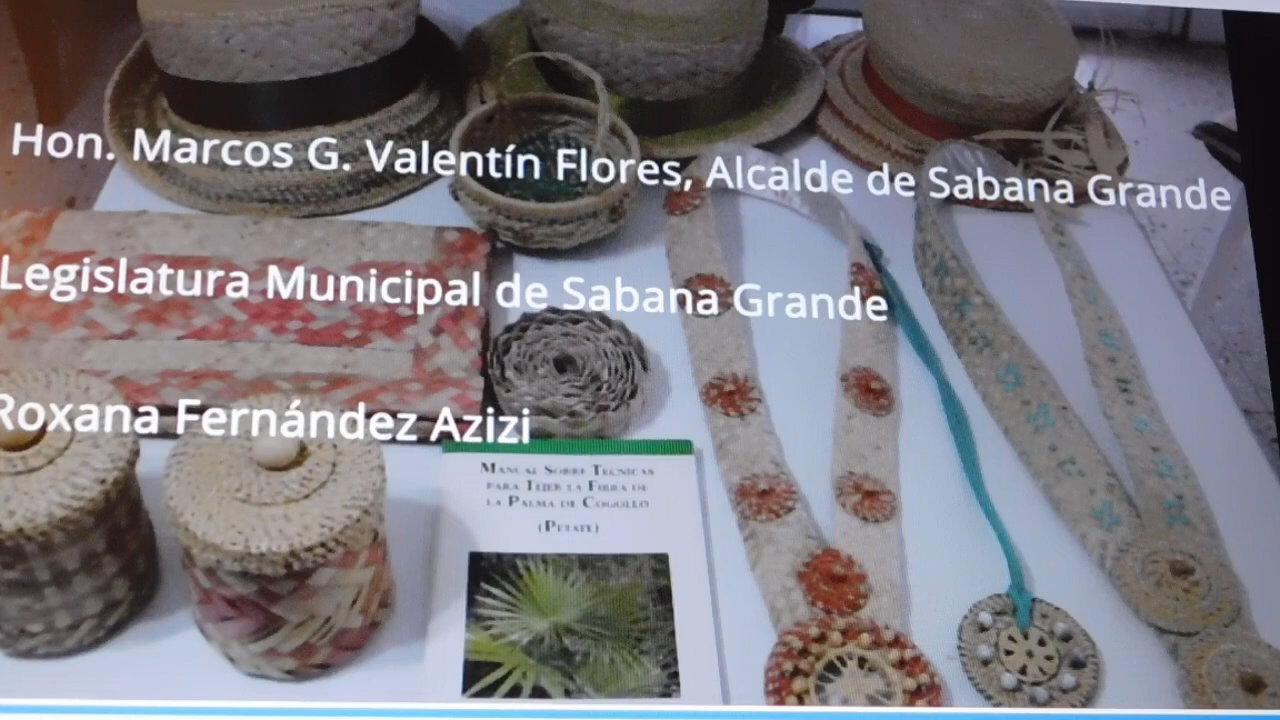 Hon. Marcos G. Valentín Flores, Alcalde de Sabana Grande
Legislatura Municipal de Sabana Grande
Roxana Fernández Azizi
Manual Sobre Tecnicas
para Tejer la Fibra de
la Palma de Cogollo
(Petate)